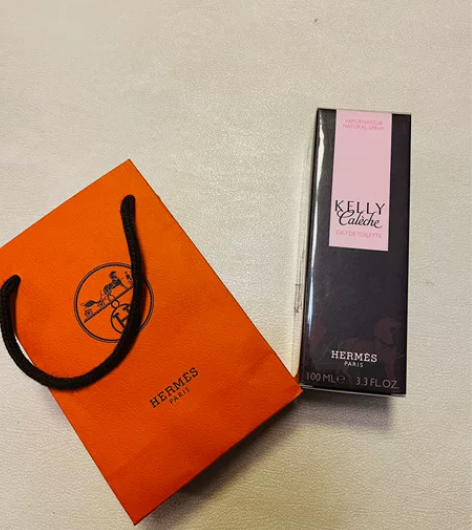 HERMÈS
PARIS
VAPORISATEUR
NATURAL SPRAY
KELLY
Calèche
EAU DE TOILETTE
HERMÈS
PARIS
100 ML℮ 3.3 FL.OZ.